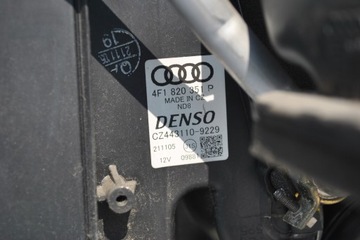 4F1 820 351 P
MADE IN CZ
ND8
DENSO
CZ443110-9229
211105
12V